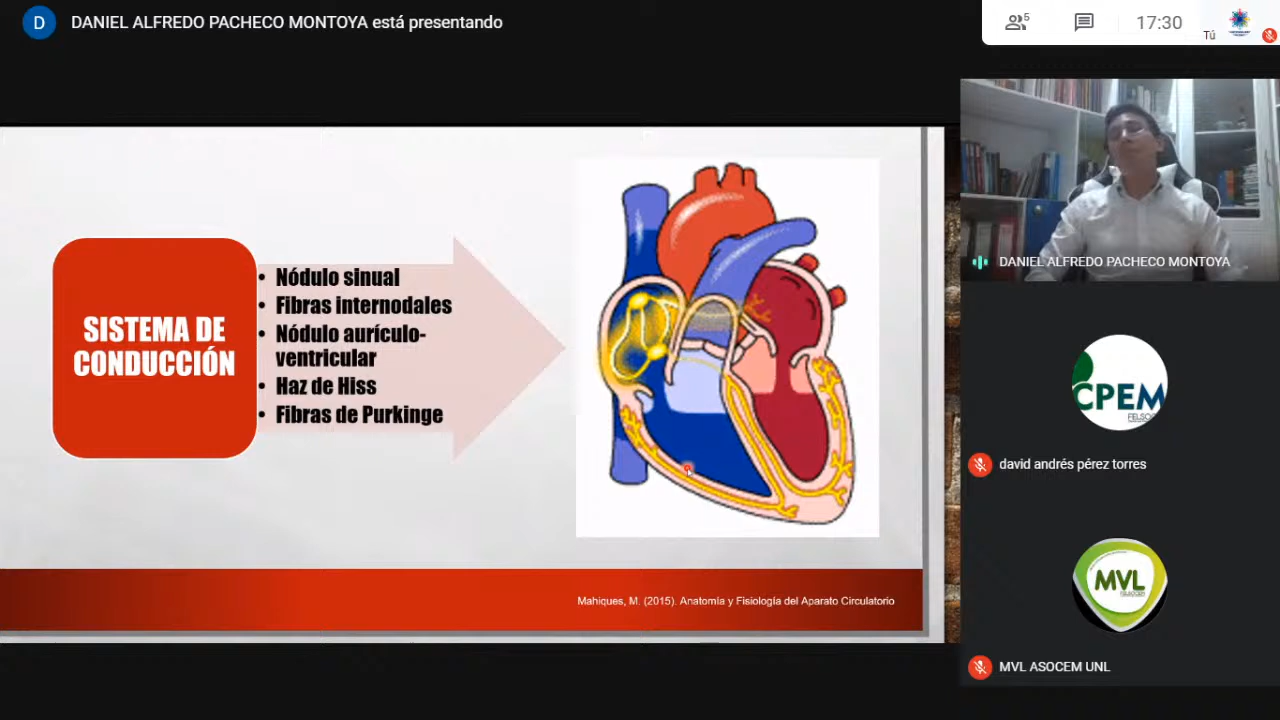 D DANIEL ALFREDO PACHECO MONTOYA está presentando
5
17:30
Tú
SISTEMA DE
CONDUCCIÓN
• Nódulo sinual
• Fibras internodales
• Nódulo aurículo-
ventricular
• Haz de Hiss
• Fibras de Purkinge
Mahiques, M. (2015). Anatomía y Fisiología del Aparato Circulatorio
DANIEL ALFREDO PACHECO MONTOYA
CPEM
FELSOCEM
david andrés pérez torres
MVL
FELSOCEM
MVL ASOCEM UNL